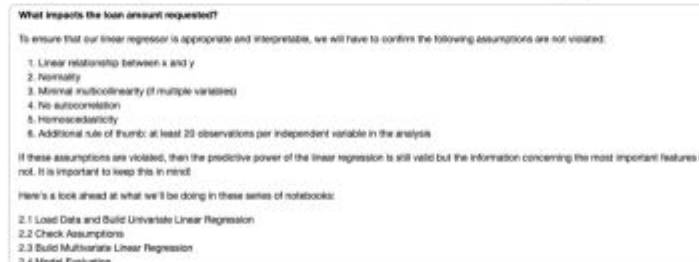 What impacts the loan amount requested?
To ensure that our linear regressor is appropriate and interpretable, we will have to confirm the following assumptions are not violated:
1. Linear relationship between x and y
2. Normality
3. Minimal multicollinearity (if multiple variables)
4. No autocorrelation
5. Homoscedasticity
6. Additional rule of thumb: at least 20 observations per independent variable in the analysis
If these assumptions are violated, then the predictive power of the linear regression is still valid but the information concerning the most important features
not. It is important to keep this in mind!
Here's a look ahead at what we'll be doing in these series of notebooks:
2.1 Load Data and Build Univariate Linear Regression
2.2 Check Assumptions
2.3 Build Multivariate Linear Regression
2.4 Model Evaluation